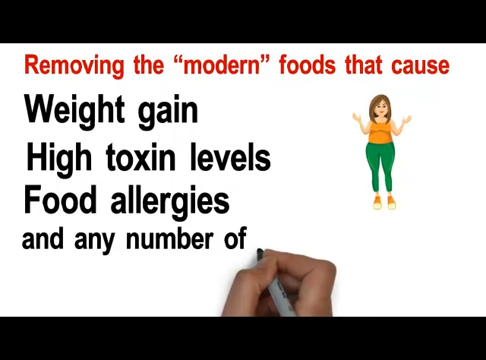 Removing the “modern” foods that cause
Weight gain
High toxin levels
Food allergies
and any number of